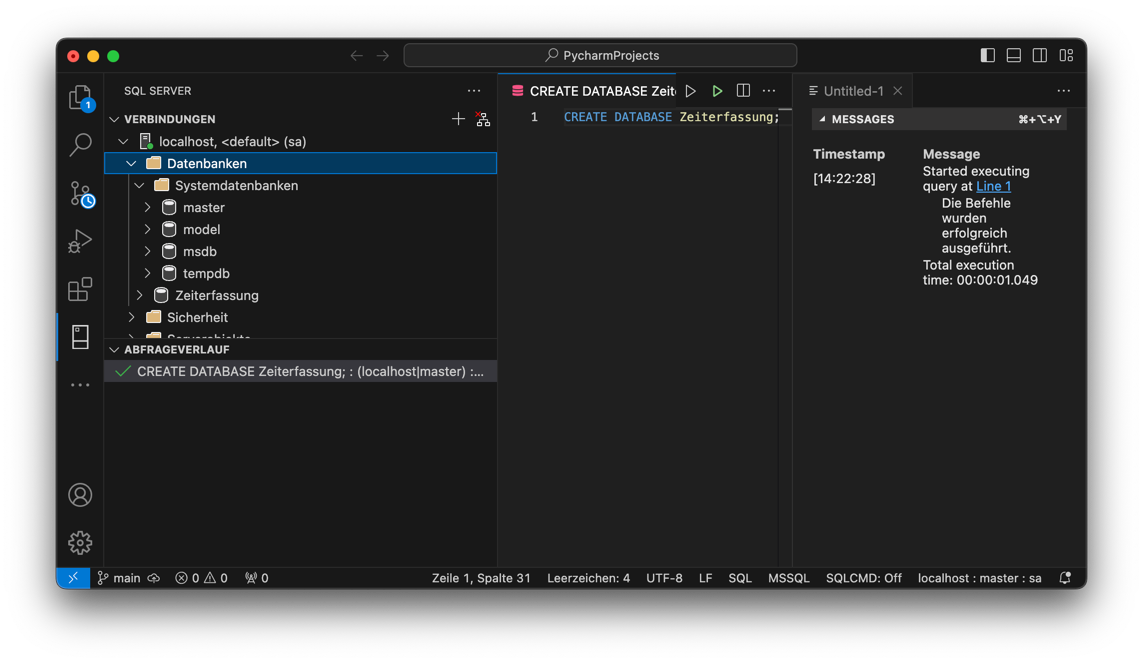 PycharmProjects
SQL SERVER
VERBINDUNGEN
localhost, <default> (sa)
Datenbanken
Systemdatenbanken
master
model
msdb
tempdb
Zeiterfassung
Sicherheit
Serverobjekte
ABFRAGEVERLAUF
CREATE DATABASE Zeiterfassung; : (localhost|master) :...
1
CREATE DATABASE Zeit
1 CREATE DATABASE Zeiterfassung;
Untitled-1
MESSAGES ⌘+⌥+Y
Timestamp Message
[14:22:28] Started executing
query at Line 1
Die Befehle
wurden
erfolgreich
ausgeführt.
Total execution
time: 00:00:01.049
main 0 0 0 Zeile 1, Spalte 31 Leerzeichen: 4 UTF-8 LF SQL MSSQL SQLCMD: Off localhost : master : sa